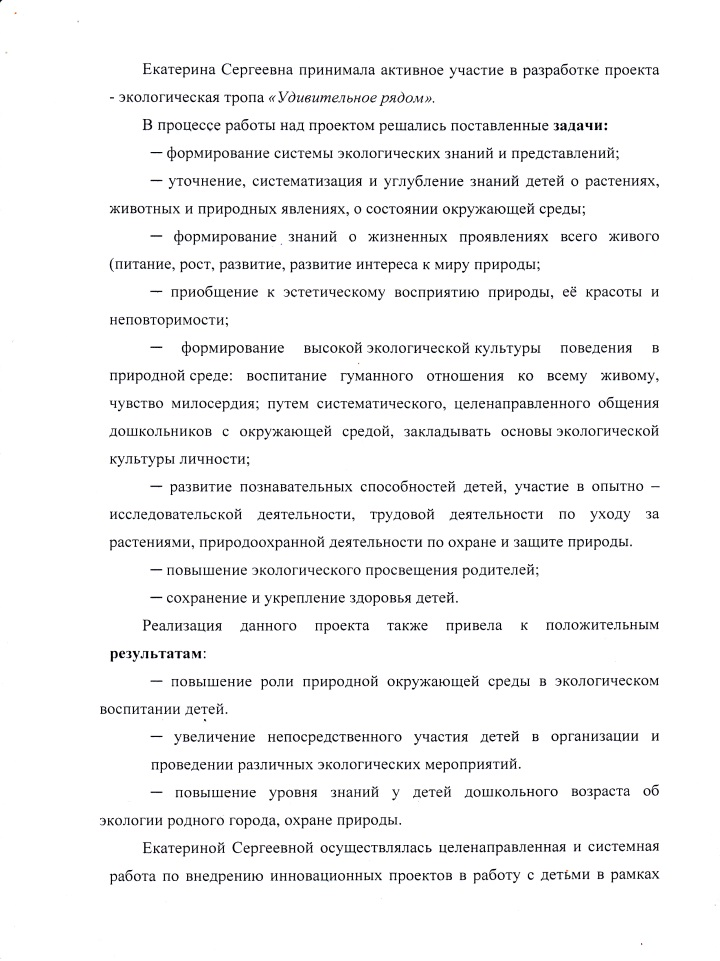 Екатерина Сергеевна принимала активное участие в разработке проекта
- экологическая тропа «Удивительное рядом».
В процессе работы над проектом решались поставленные задачи:
─ формирование системы экологических знаний и представлений;
─ уточнение, систематизация и углубление знаний детей о растениях,
животных и природных явлениях, о состоянии окружающей среды;
─ формирование знаний о жизненных проявлениях всего живого
(питание, рост, развитие, развитие интереса к миру природы;
─ приобщение к эстетическому восприятию природы, её красоты и
неповторимости;
─ формирование высокой экологической культуры поведения в
природной среде: воспитание гуманного отношения ко всему живому,
чувство милосердия; путем систематического, целенаправленного общения
дошкольников с окружающей средой, закладывать основы экологической
культуры личности;
─ развитие познавательных способностей детей, участие в опытно –
исследовательской деятельности, трудовой деятельности по уходу за
растениями, природоохранной деятельности по охране и защите природы.
─ повышение экологического просвещения родителей;
─ сохранение и укрепление здоровья детей.
Реализация данного проекта также привела к положительным
результатам:
─ повышение роли природной окружающей среды в экологическом
воспитании детей.
─ увеличение непосредственного участия детей в организации и
проведении различных экологических мероприятий.
─ повышение уровня знаний у детей дошкольного возраста об
экологии родного города, охране природы.
Екатериной Сергеевной осуществлялась целенаправленная и системная
работа по внедрению инновационных проектов в работу с детьми в рамках